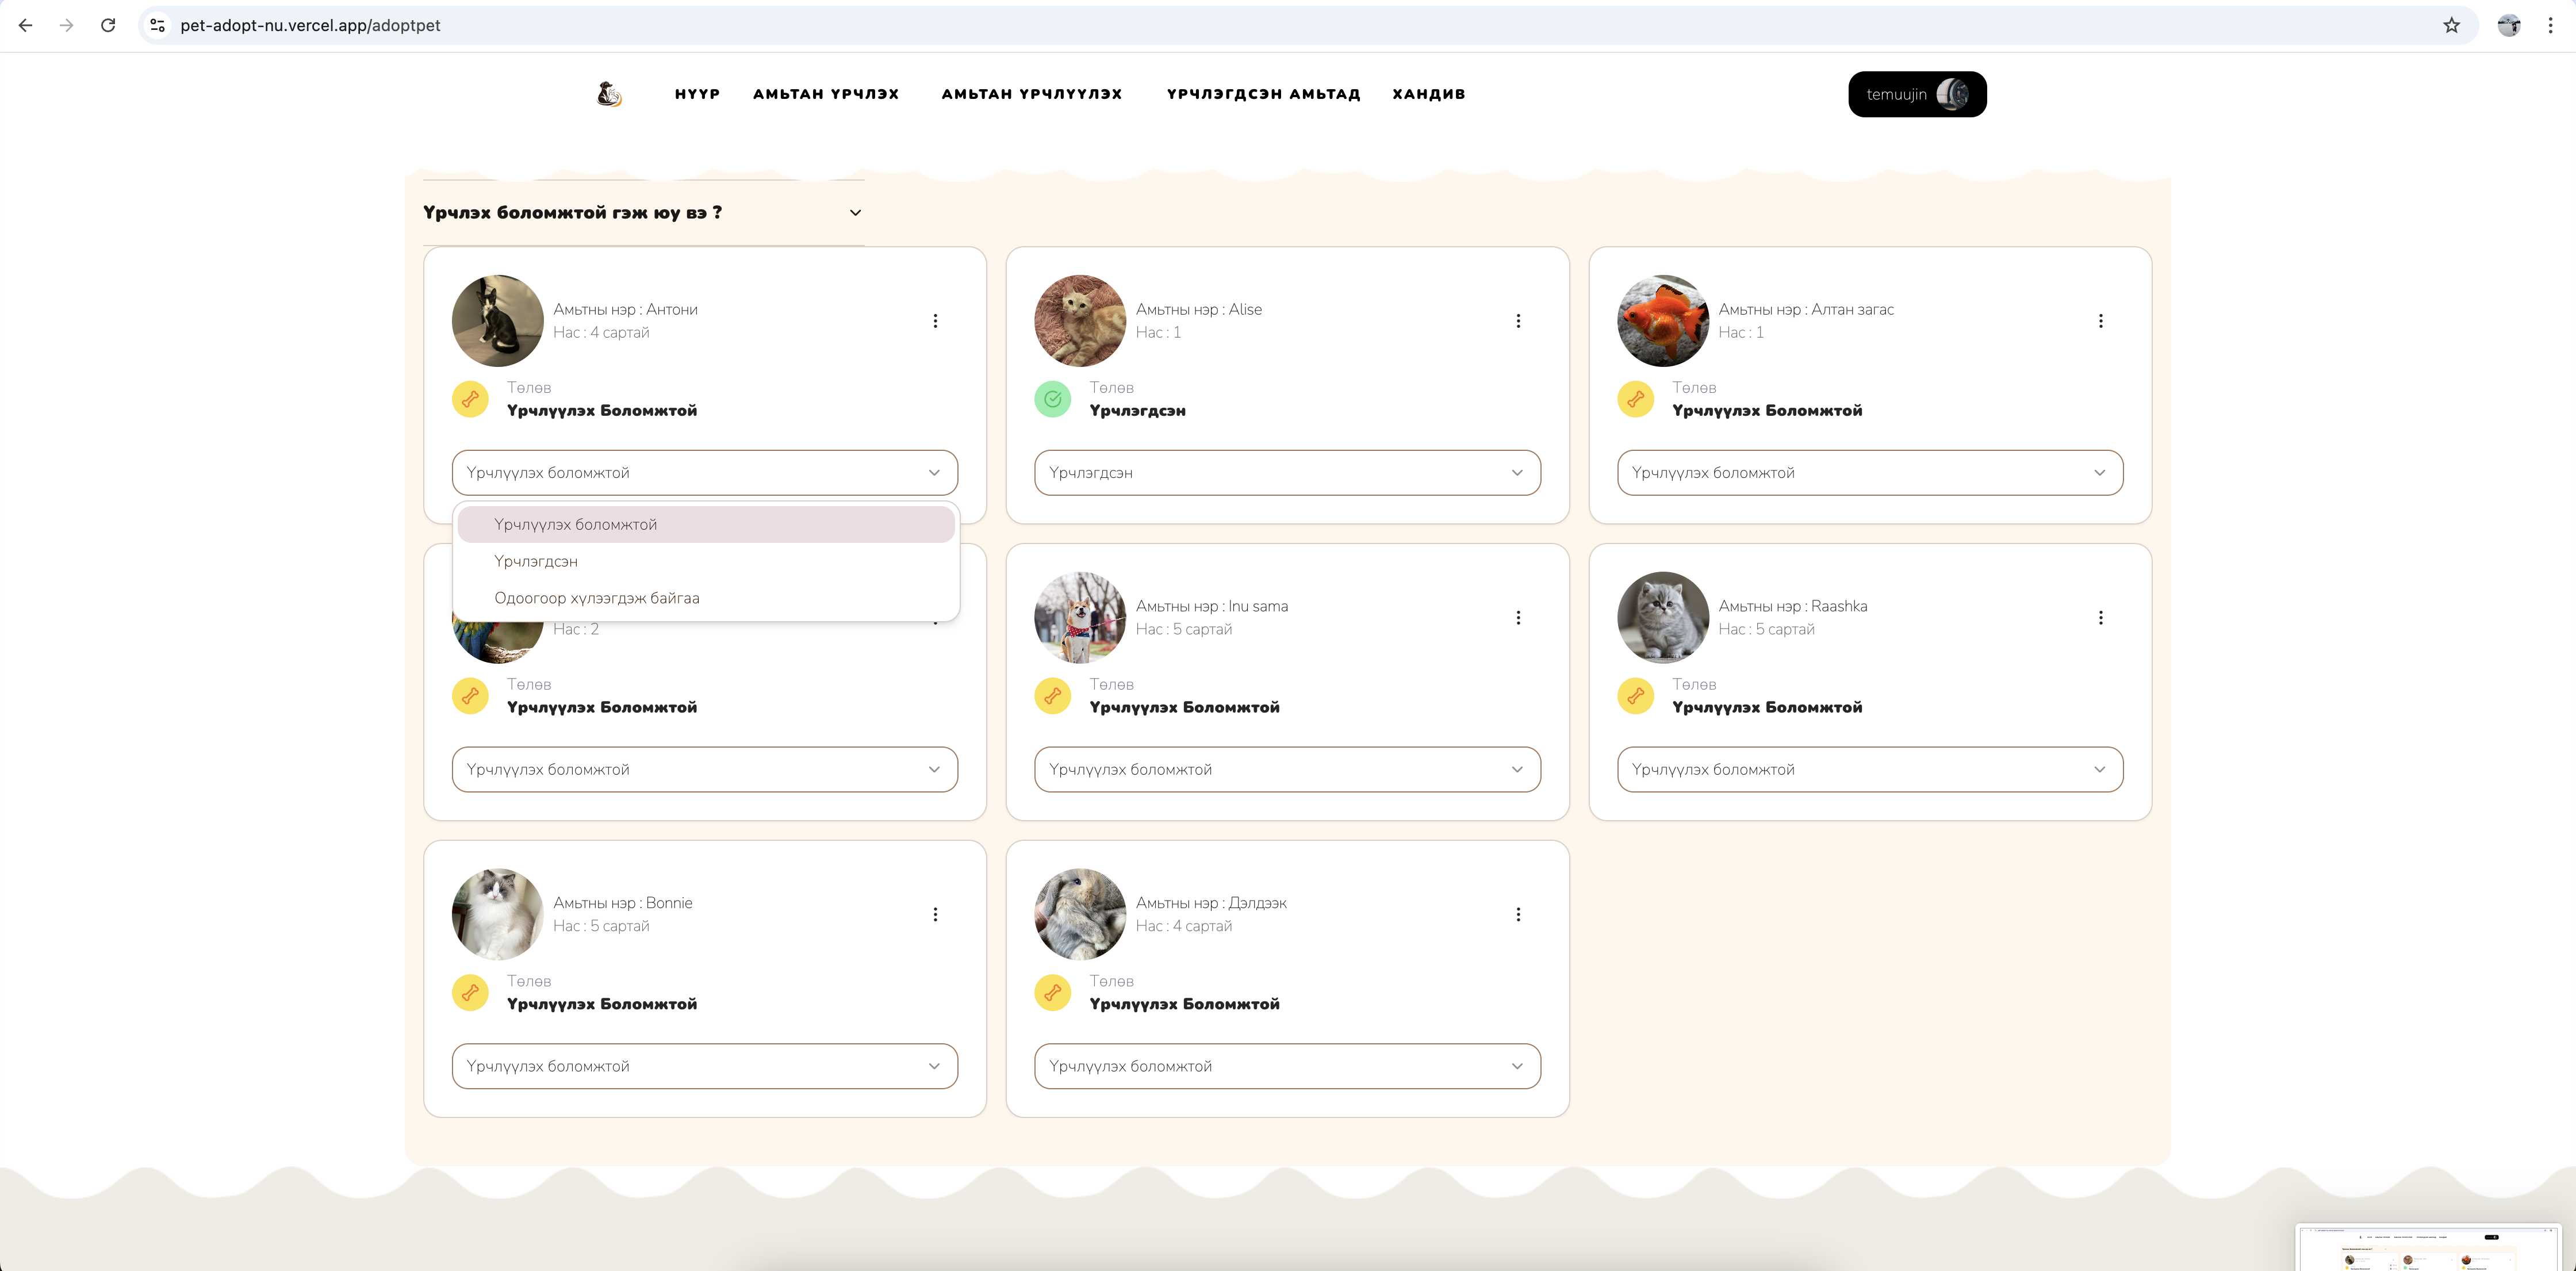 pet-adopt-nu.vercel.app/adoptpet
НҮҮР АМЬТАН ҮРЧЛЭХ АМЬТАН ҮРЧЛҮҮЛЭХ ҮРЧЛЭГДСЭН АМЬТАД ХАНДИВ
temuujin
Үрчлэх боломжтой гэж юу вэ ?
Амьтны нэр : Антони
Нас : 4 сартай
Төлөв
Үрчлүүлэх Боломжтой
Үрчлүүлэх боломжтой
Үрчлүүлэх боломжтой
Үрчлэгдсэн
Одоогоор хүлээгдэж байгаа
Амьтны нэр : Alise
Нас : 1
Төлөв
Үрчлэгдсэн
Үрчлэгдсэн
Амьтны нэр : Алтан загас
Нас : 1
Төлөв
Үрчлүүлэх Боломжтой
Үрчлүүлэх боломжтой
Нас : 2
Төлөв
Үрчлүүлэх Боломжтой
Үрчлүүлэх боломжтой
Амьтны нэр : Inu sama
Нас : 5 сартай
Төлөв
Үрчлүүлэх Боломжтой
Үрчлүүлэх боломжтой
Амьтны нэр : Raashka
Нас : 5 сартай
Төлөв
Үрчлүүлэх Боломжтой
Үрчлүүлэх боломжтой
Амьтны нэр : Bonnie
Нас : 5 сартай
Төлөв
Үрчлүүлэх Боломжтой
Үрчлүүлэх боломжтой
Амьтны нэр : Дэлдээк
Нас : 4 сартай
Төлөв
Үрчлүүлэх Боломжтой
Үрчлүүлэх боломжтой